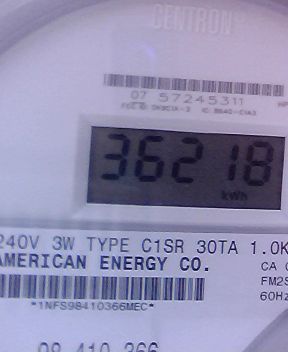 CENTRON
07 57245311
36218
kWh
240V 3W TYPE C1SR 30TA 1.0K
AMERICAN ENERGY CO. CA
FM2S
*1NFS98410366MEC* 60Hz
98 410 366